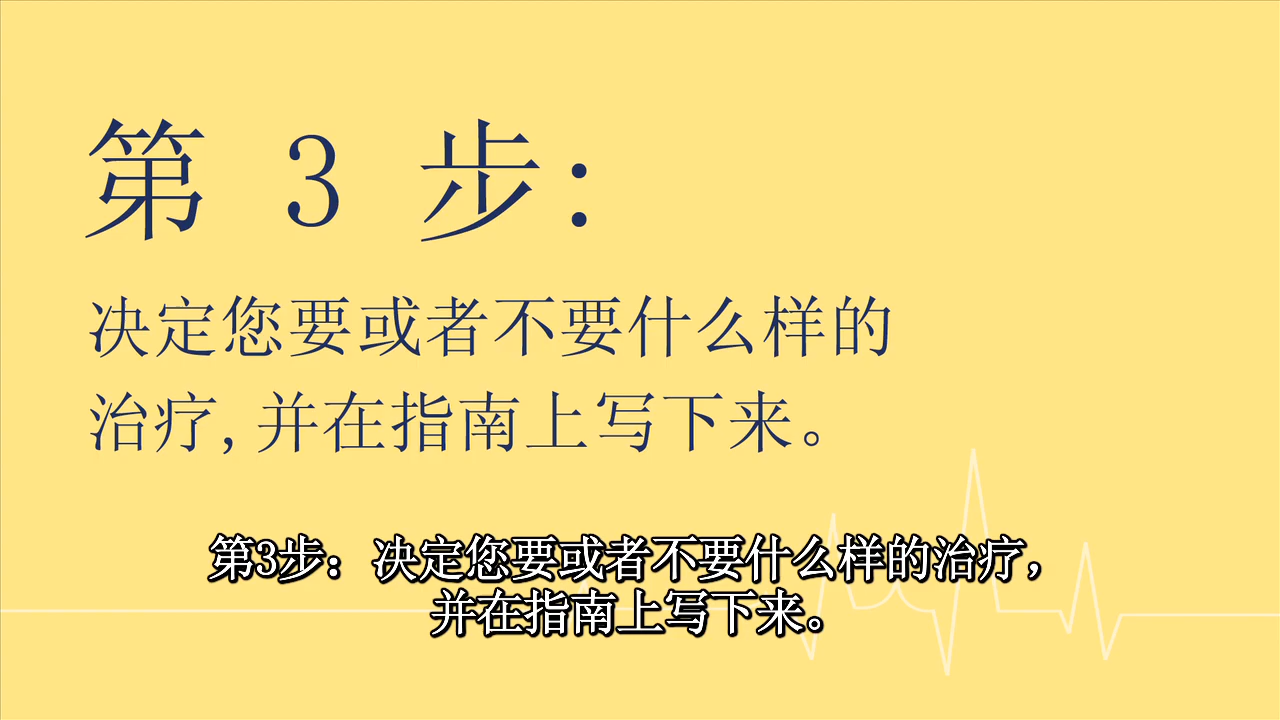 第 3 步:
决定您要或者不要什么样的
治疗,并在指南上写下来。
第3步：决定您要或者不要什么样的治疗，
并在指南上写下来。